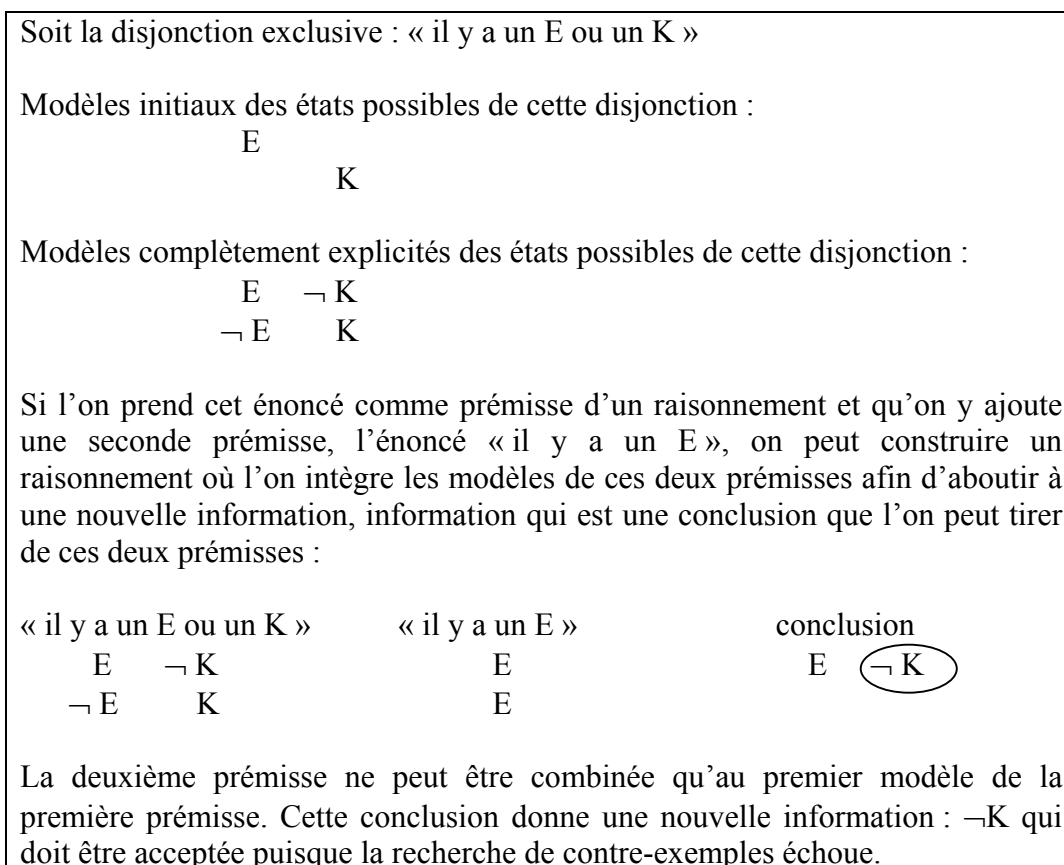 Soit la disjonction exclusive : « il y a un E ou un K »
Modèles initiaux des états possibles de cette disjonction :
E
K
Modèles complètement explicités des états possibles de cette disjonction :
E ¬ K
¬ E K
Si l’on prend cet énoncé comme prémisse d’un raisonnement et qu’on y ajoute
une seconde prémisse, l’énoncé « il y a un E », on peut construire un
raisonnement où l’on intègre les modèles de ces deux prémisses afin d’aboutir à
une nouvelle information, information qui est une conclusion que l’on peut tirer
de ces deux prémisses :
« il y a un E ou un K » « il y a un E » conclusion
E ¬ K E E ¬ K
¬ E K E
La deuxième prémisse ne peut être combinée qu’au premier modèle de la
première prémisse. Cette conclusion donne une nouvelle information : ¬K qui
doit être acceptée puisque la recherche de contre-exemples échoue.